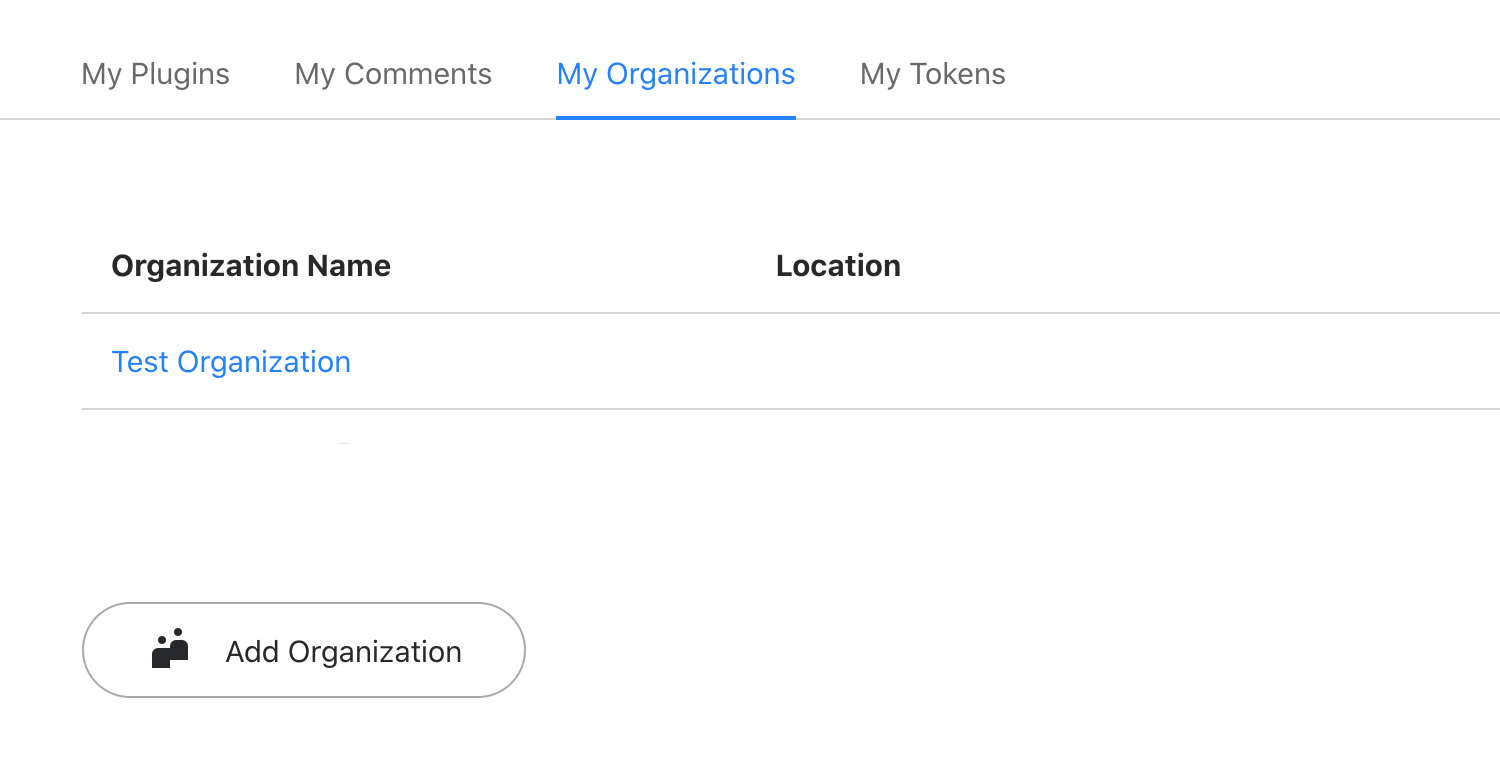 My Plugins My Comments My Organizations My Tokens
Organization Name Location
Test Organization
Add Organization